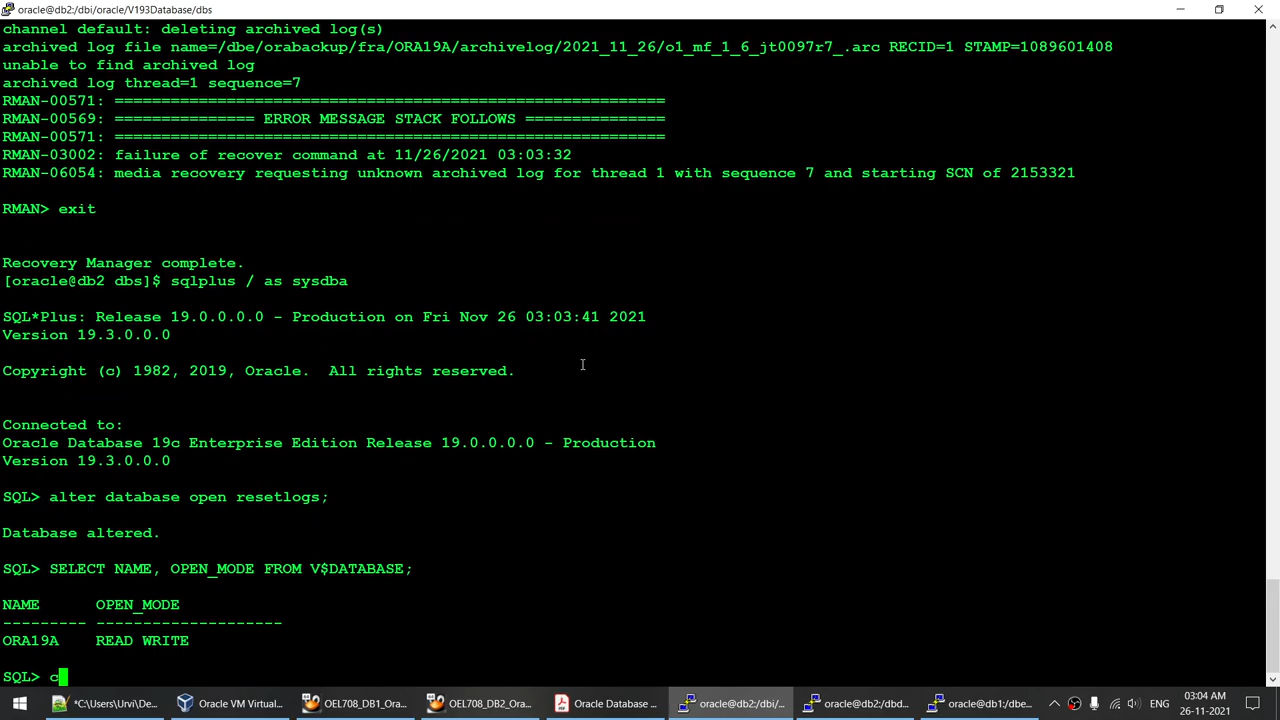 oracle@db2:/dbi/oracle/V193Database/dbs
channel default: deleting archived log(s)
archived log file name=/dbe/orabackup/fra/ORA19A/archivelog/2021_11_26/o1_mf_1_6_jt0097r7_.arc RECID=1 STAMP=1089601408
unable to find archived log
archived log thread=1 sequence=7
RMAN-00571: ===========================================================
RMAN-00569: =============== ERROR MESSAGE STACK FOLLOWS ===============
RMAN-00571: ===========================================================
RMAN-03002: failure of recover command at 11/26/2021 03:03:32
RMAN-06054: media recovery requesting unknown archived log for thread 1 with sequence 7 and starting SCN of 2153321
RMAN> exit
Recovery Manager complete.
[oracle@db2 dbs]$ sqlplus / as sysdba
SQL*Plus: Release 19.0.0.0.0 - Production on Fri Nov 26 03:03:41 2021
Version 19.3.0.0.0
Copyright (c) 1982, 2019, Oracle.  All rights reserved.
Connected to:
Oracle Database 19c Enterprise Edition Release 19.0.0.0.0 - Production
Version 19.3.0.0.0
SQL> alter database open resetlogs;
Database altered.
SQL> SELECT NAME, OPEN_MODE FROM V$DATABASE;
NAME      OPEN_MODE
--------- --------------------
ORA19A    READ WRITE
SQL> c
*C:\Users\Urvi\De... Oracle VM Virtual... OEL708_DB1_Ora... OEL708_DB2_Ora... Oracle Database ... oracle@db2:/dbi/... oracle@db2:/dbd... oracle@db1:/dbe... ENG 03:04 AM
26-11-2021